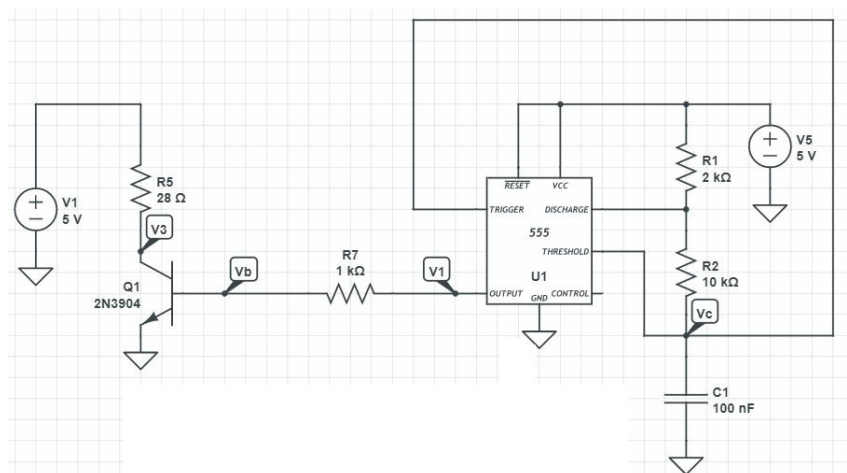 V1
5 V
R5
28 Ω
V3
Q1
2N3904
Vb
R7
1 kΩ
V1
RESET
VCC
TRIGGER
DISCHARGE
555
THRESHOLD
U1
OUTPUT
GND
CONTROL
R1
2 kΩ
V5
5 V
R2
10 kΩ
Vc
C1
100 nF